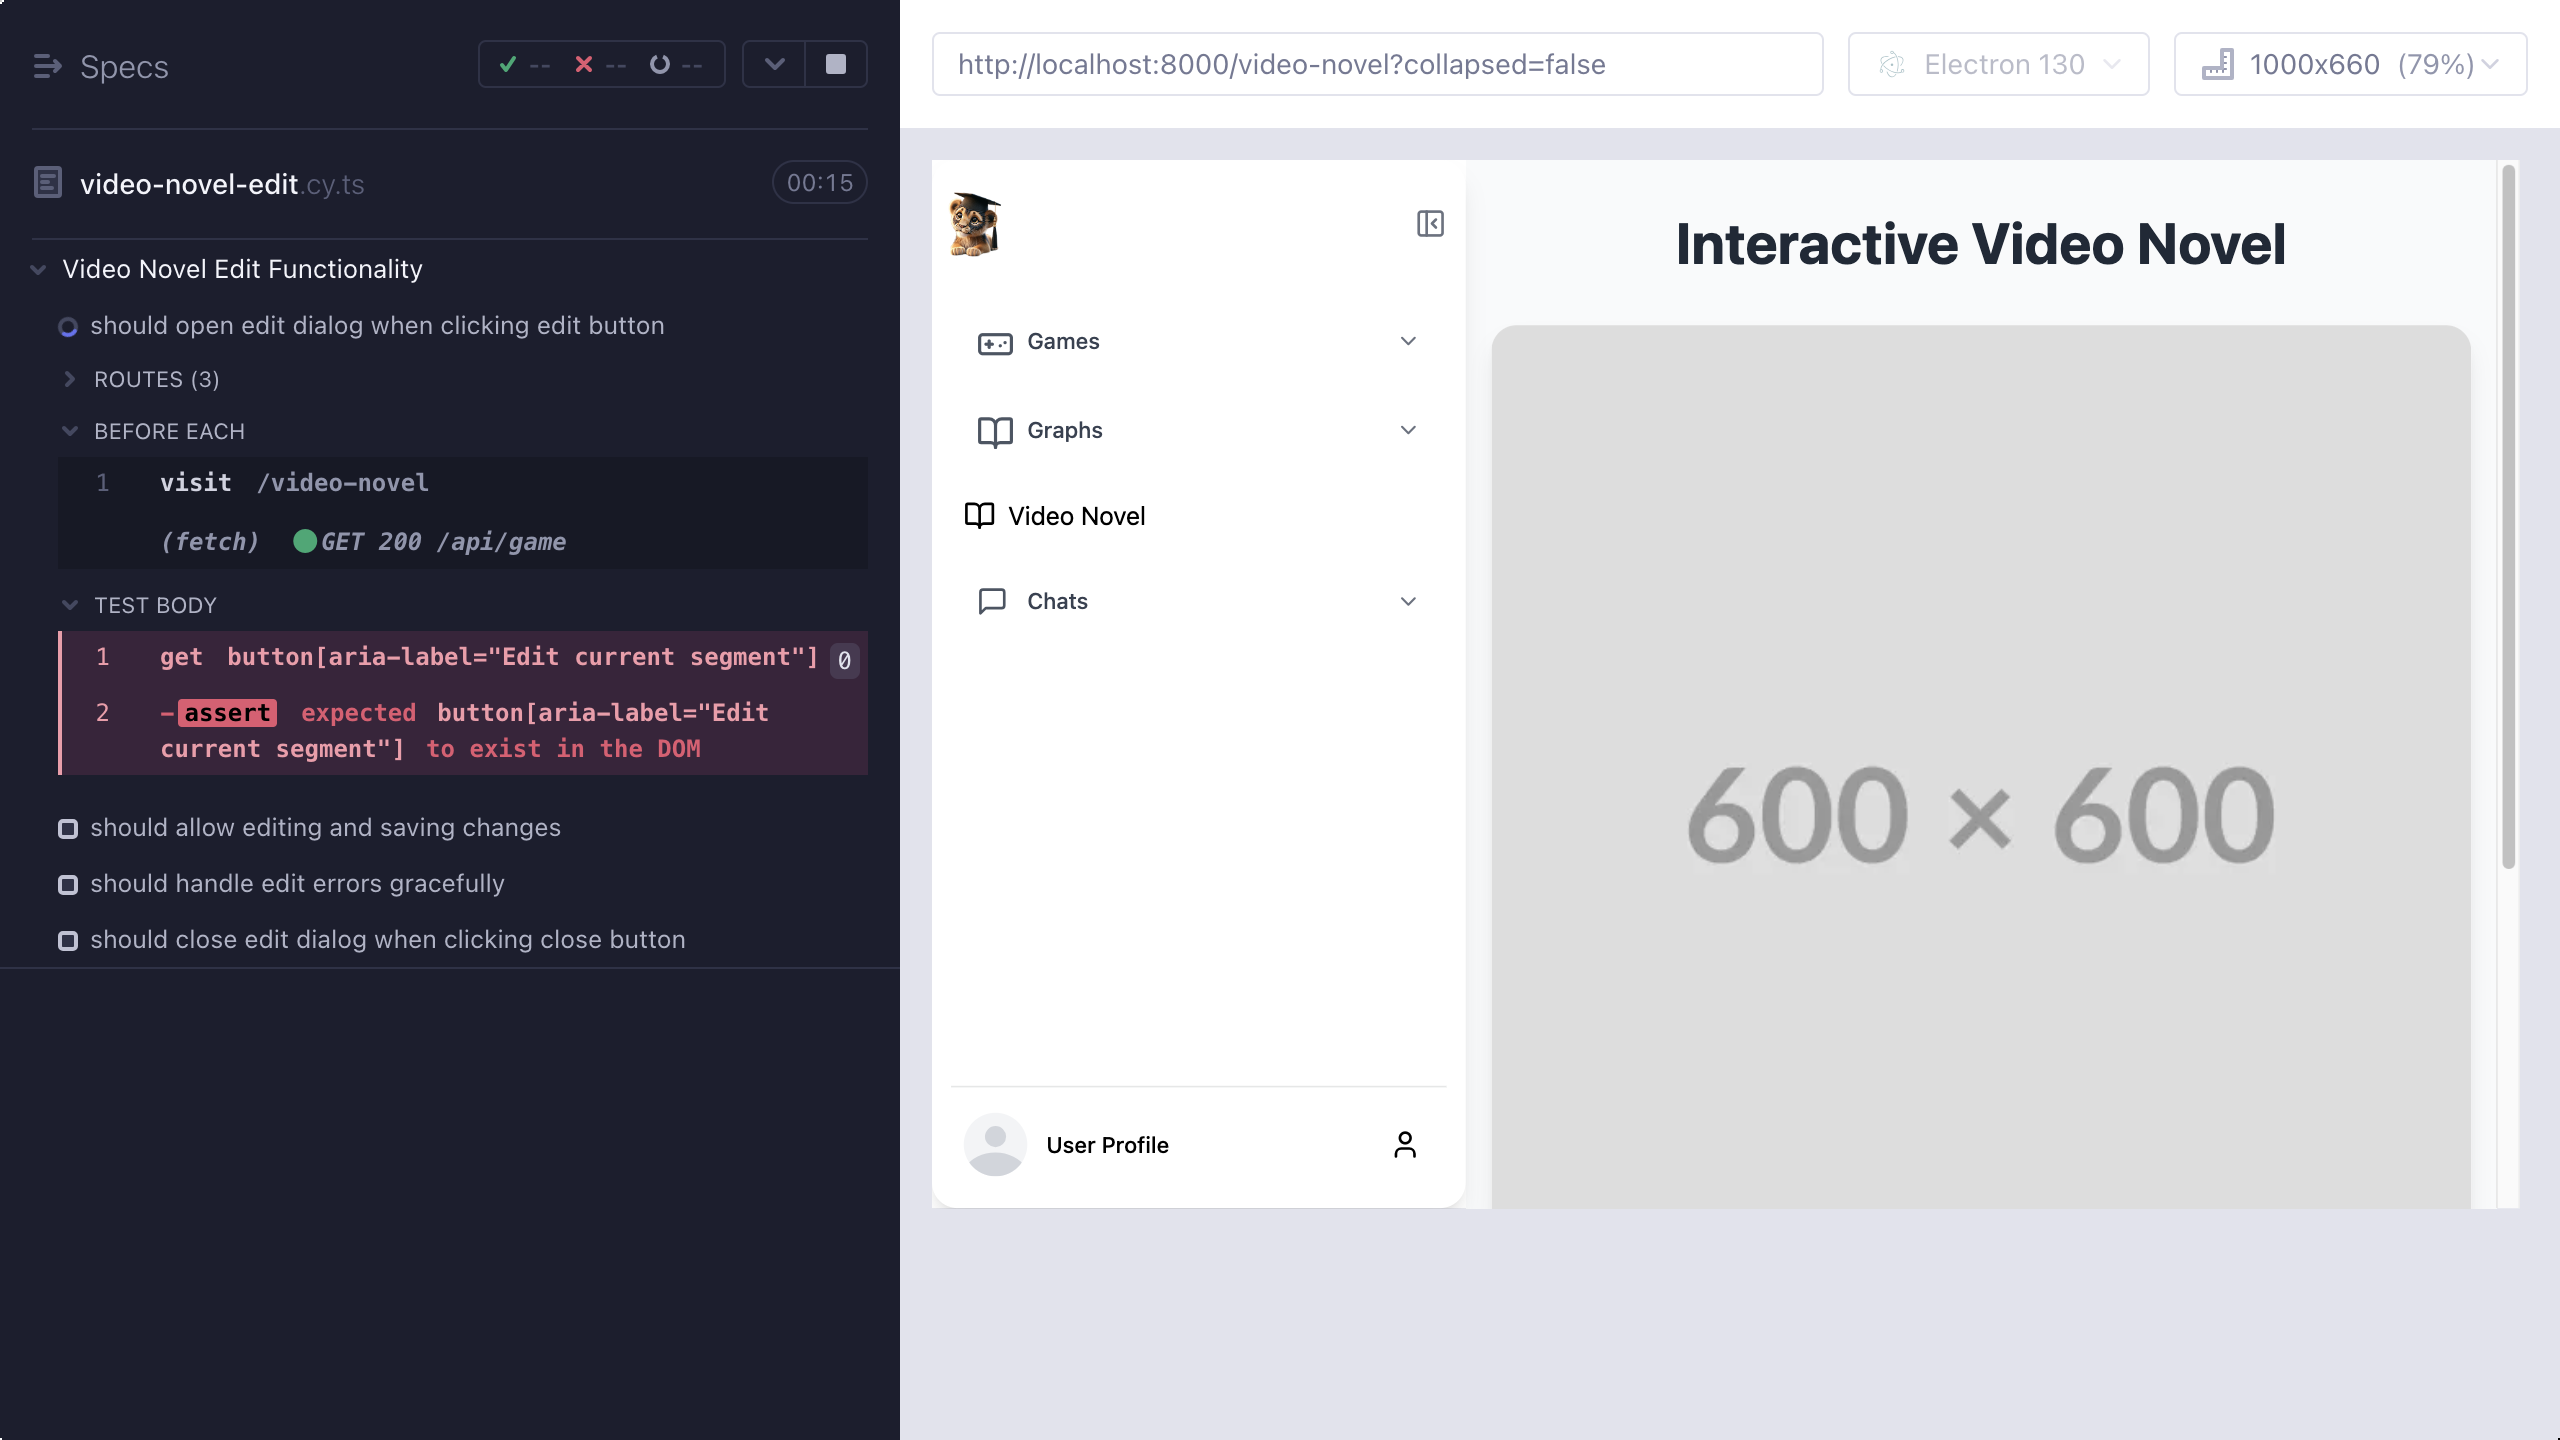 Specs
-- -- --
video-novel-edit.cy.ts
00:15
Video Novel Edit Functionality
should open edit dialog when clicking edit button
ROUTES (3)
BEFORE EACH
1 visit /video-novel
(fetch) GET 200 /api/game
TEST BODY
1 get button[aria-label="Edit current segment"] 0
2 -assert expected button[aria-label="Edit
current segment"] to exist in the DOM
should allow editing and saving changes
should handle edit errors gracefully
should close edit dialog when clicking close button
http://localhost:8000/video-novel?collapsed=false
Electron 130
1000x660 (79%)
Games
Graphs
Video Novel
Chats
User Profile
Interactive Video Novel
600 × 600